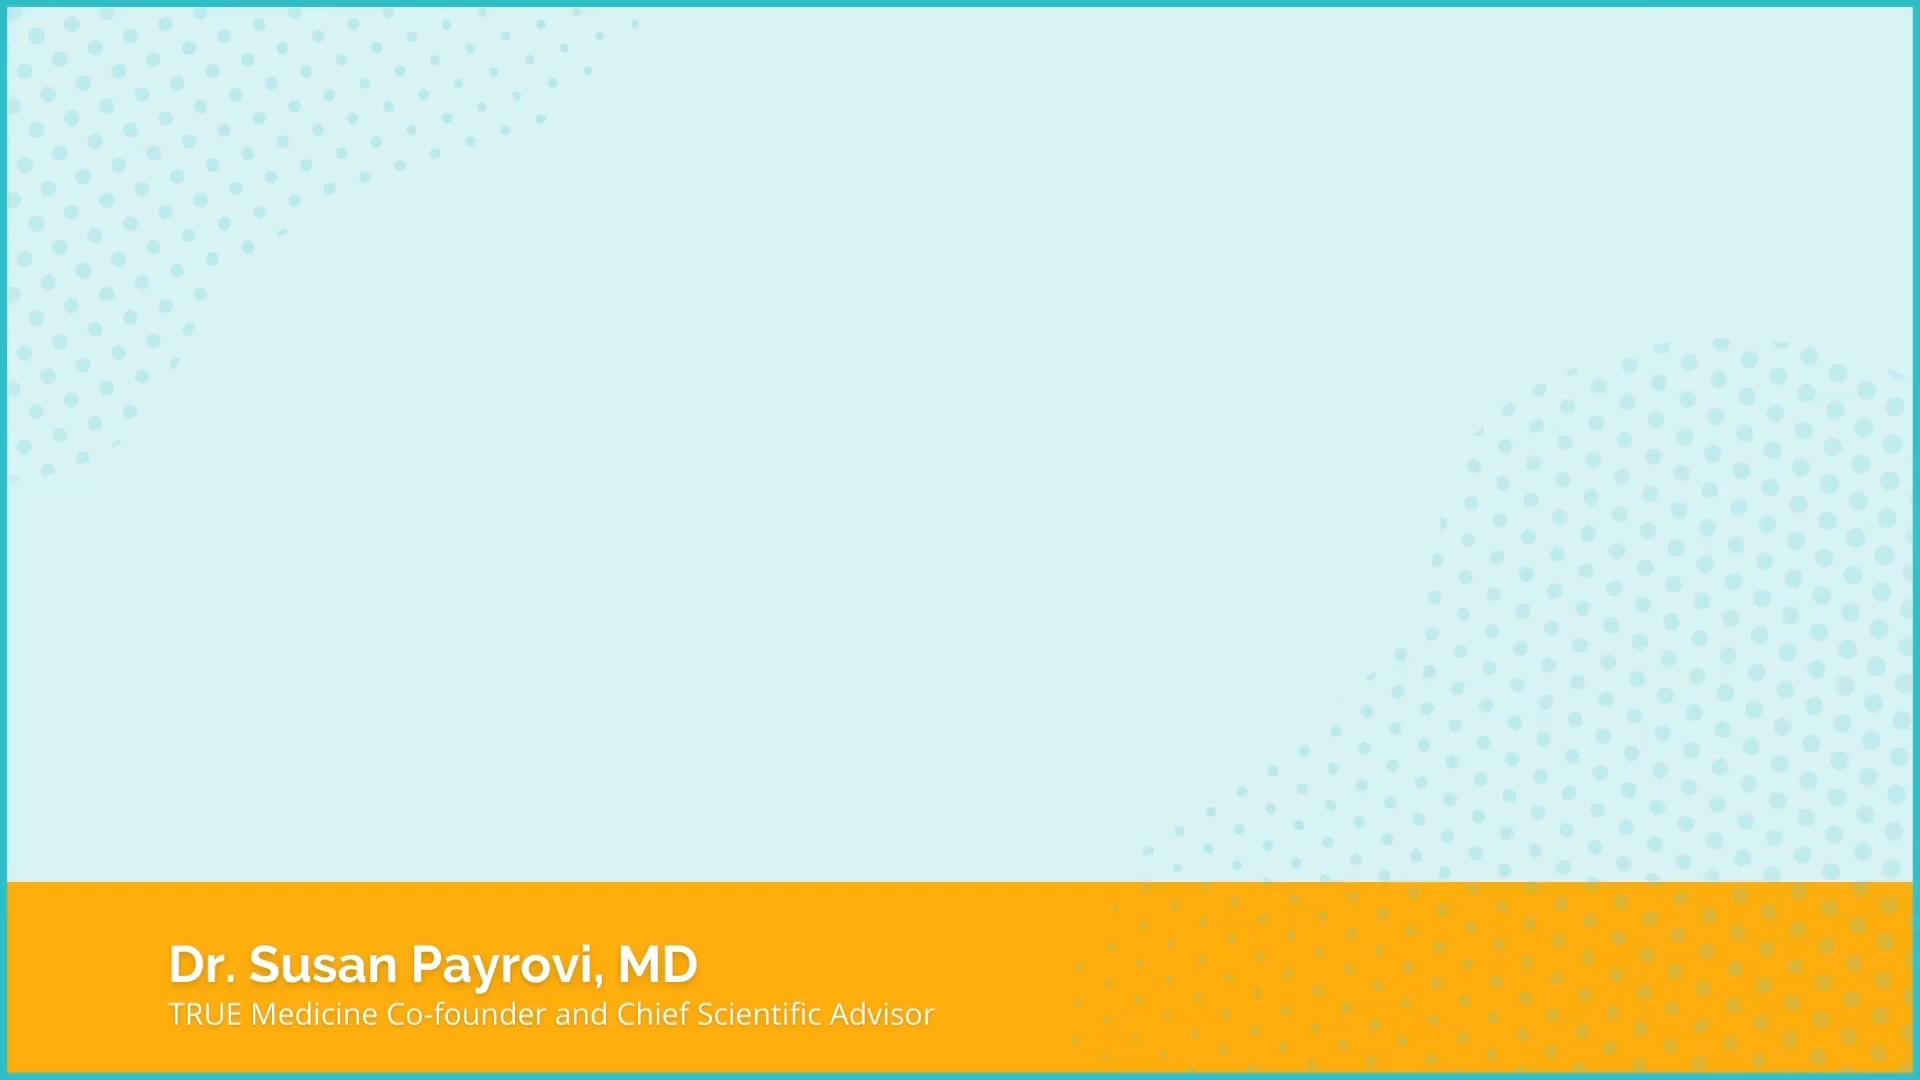 Dr. Susan Payrovi, MD
TRUE Medicine Co-founder and Chief Scientific Advisor